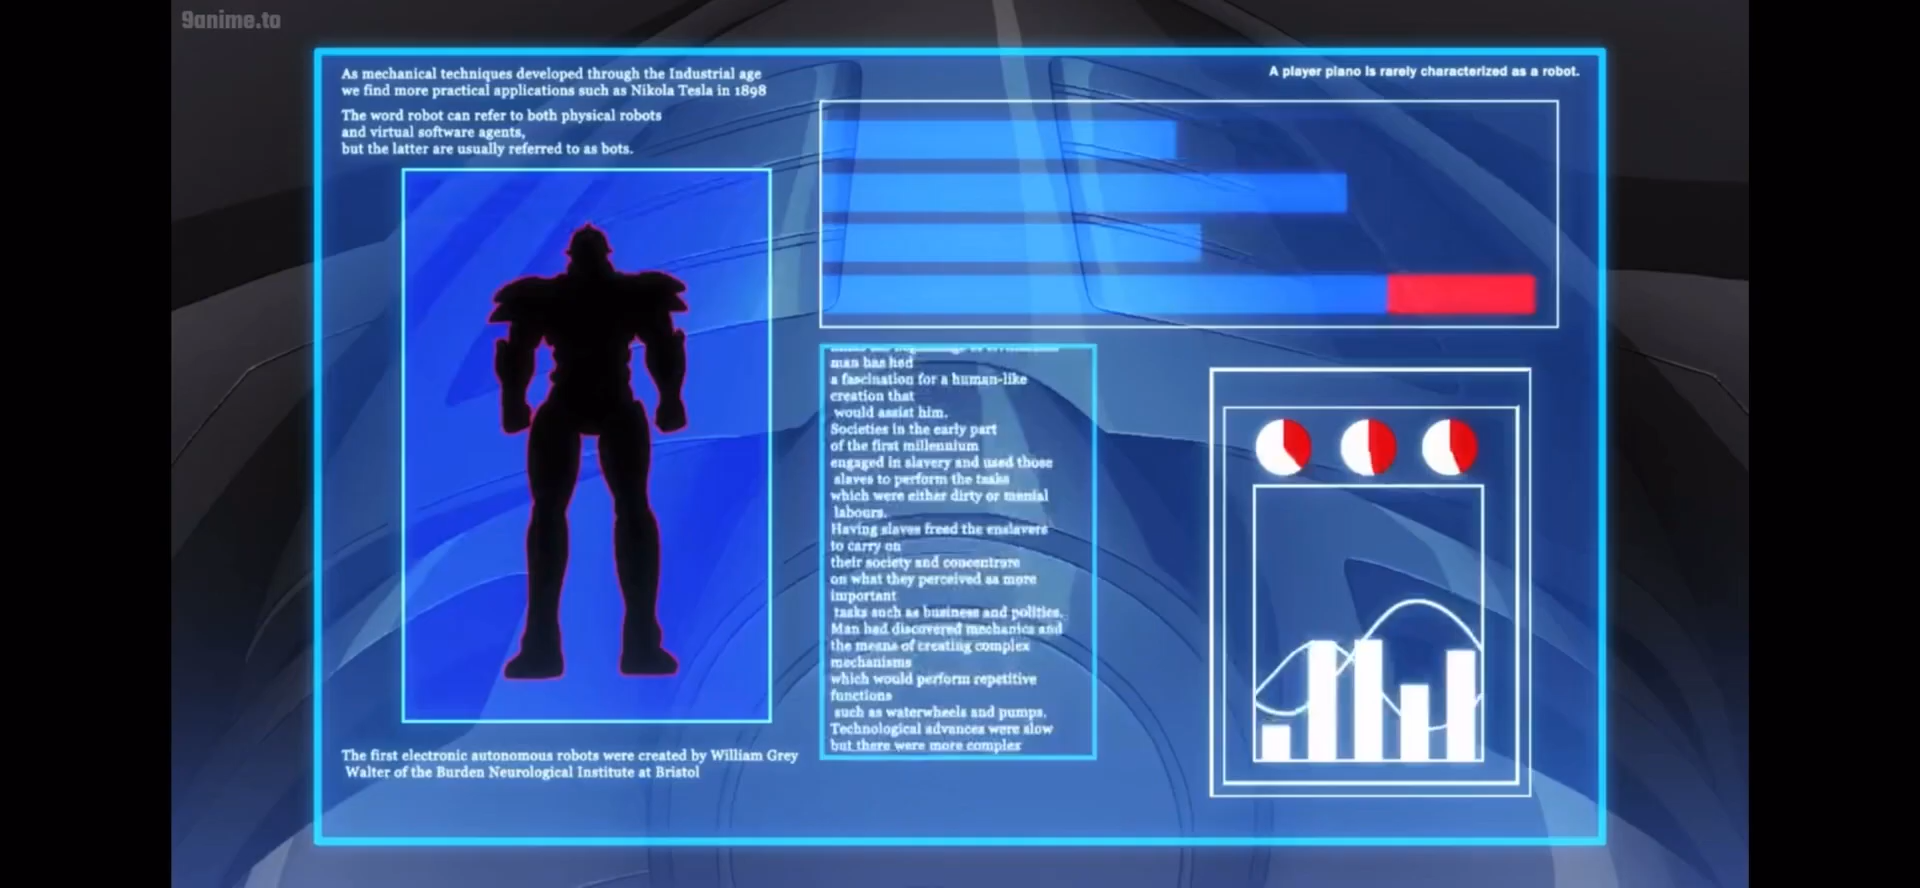 9anime.to
As mechanical techniques developed through the Industrial age
we find more practical applications such as Nikola Tesla in 1898
The word robot can refer to both physical robots
and virtual software agents,
but the latter are usually referred to as bots.
A player piano is rarely characterized as a robot.
man has had
a fascination for a human-like
creation that
would assist him.
Societies in the early part
of the first millennium
engaged in slavery and used those
slaves to perform the tasks
which were either dirty or menial
labours.
Having slaves freed the enslavers
to carry on
their society and concentrate
on what they perceived as more
important
tasks such as business and politics.
Man had discovered mechanics and
the means of creating complex
mechanisms
which would perform repetitive
functions
such as waterwheels and pumps.
Technological advances were slow
but there were more complex
The first electronic autonomous robots were created by William Grey
Walter of the Burden Neurological Institute at Bristol